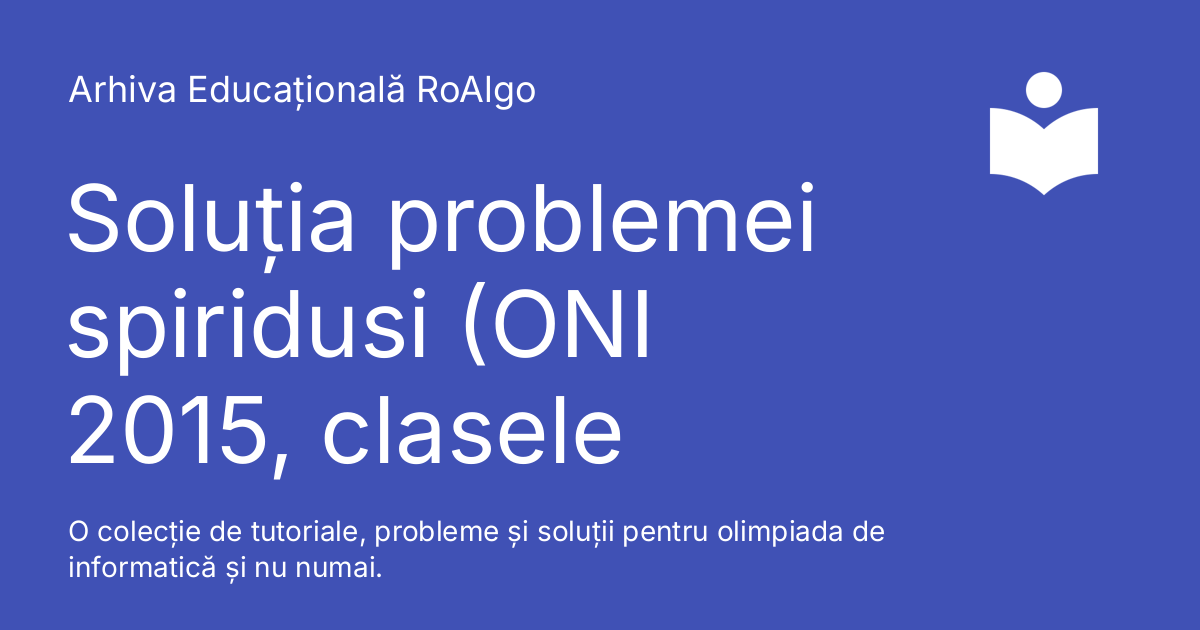 Arhiva Educațională RoAlgo
Soluția problemei
spiridusi (ONI
2015, clasele
O colecție de tutoriale, probleme și soluții pentru olimpiada de
informatică și nu numai.